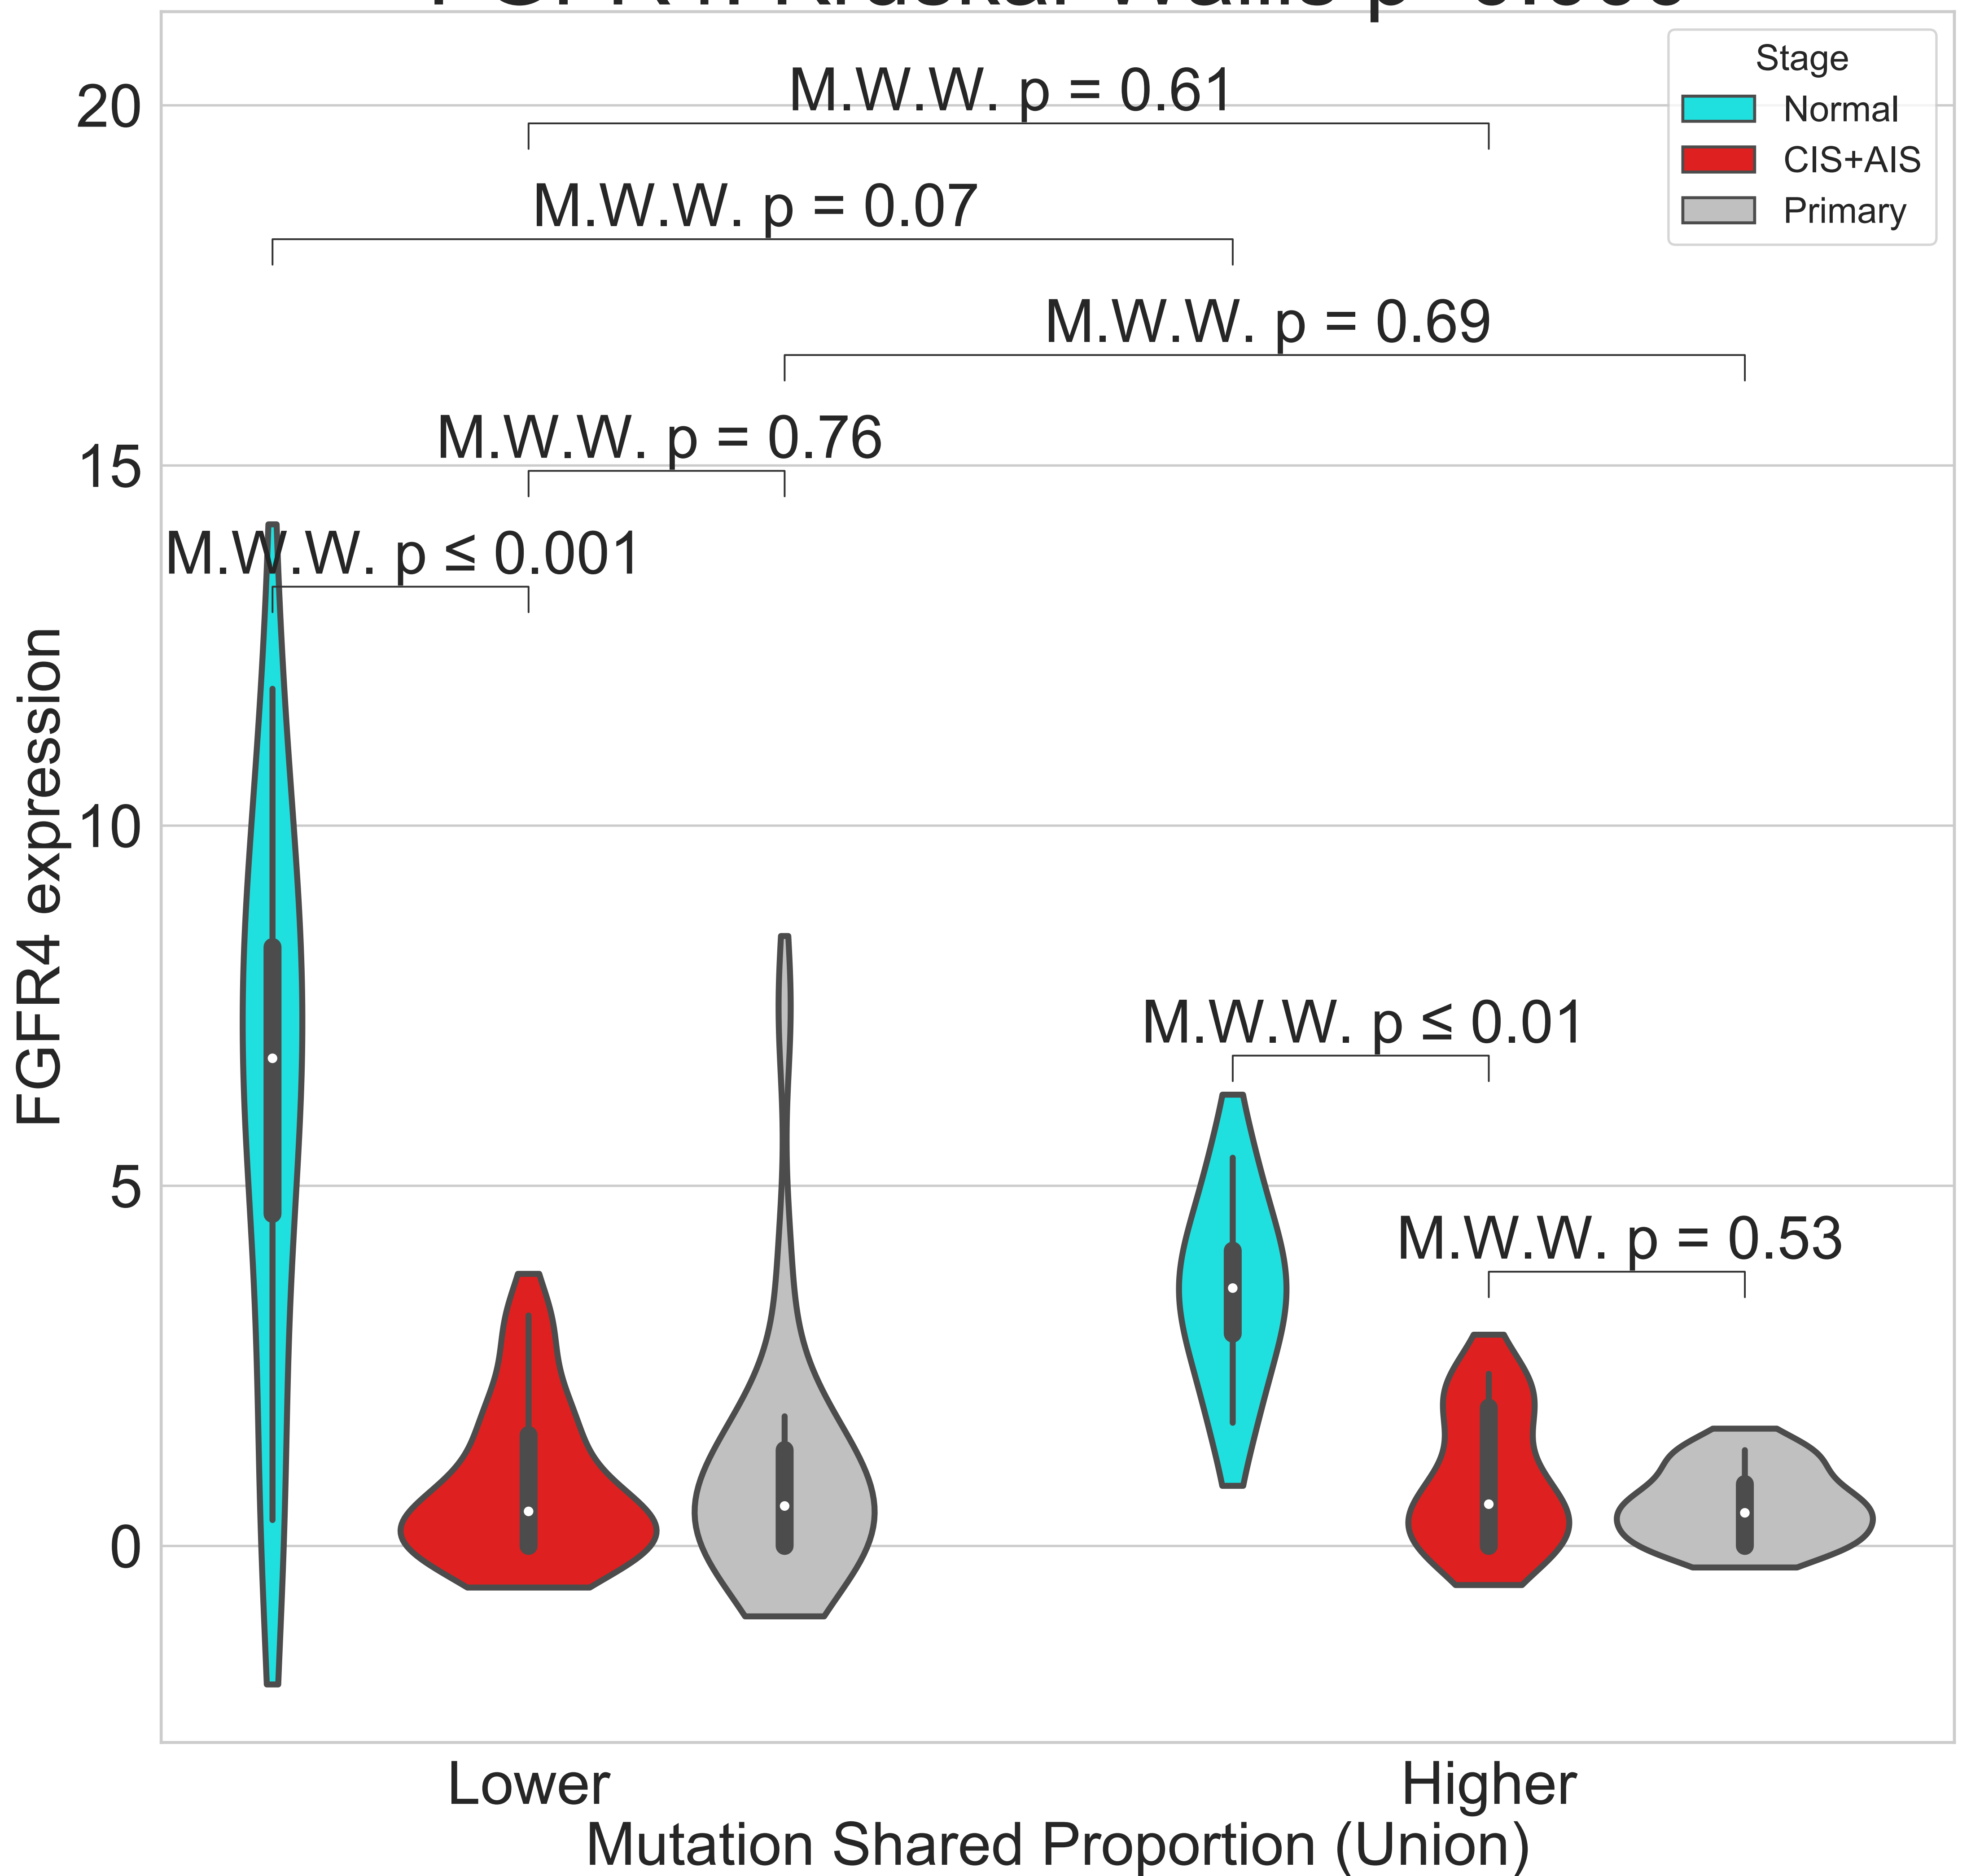 Stage
Normal
CIS+AIS
Primary
M.W.W. p = 0.61
M.W.W. p = 0.07
M.W.W. p = 0.69
M.W.W. p = 0.76
M.W.W. p ≤ 0.001
M.W.W. p ≤ 0.01
M.W.W. p = 0.53
20
15
10
5
0
FGFR4 expression
Lower
Higher
Mutation Shared Proportion (Union)